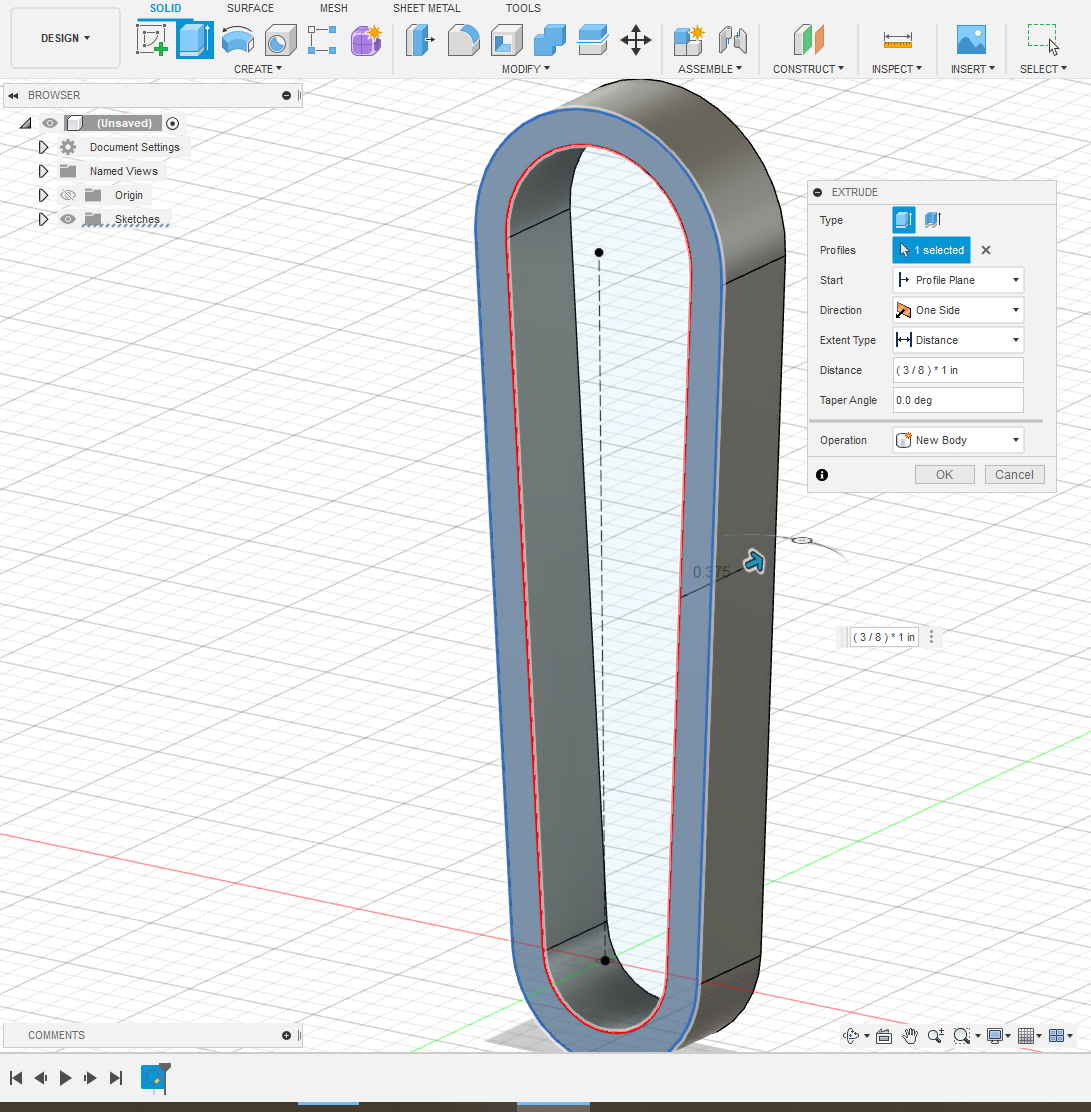 SOLID SURFACE MESH SHEET METAL TOOLS
DESIGN
CREATE MODIFY ASSEMBLE CONSTRUCT INSPECT INSERT SELECT
BROWSER
(Unsaved)
Document Settings
Named Views
Origin
Sketches
EXTRUDE
Type
Profiles 1 selected
Start Profile Plane
Direction One Side
Extent Type Distance
Distance ( 3 / 8 ) * 1 in
Taper Angle 0.0 deg
Operation New Body
OK Cancel
0.375
( 3 / 8 ) * 1 in
COMMENTS